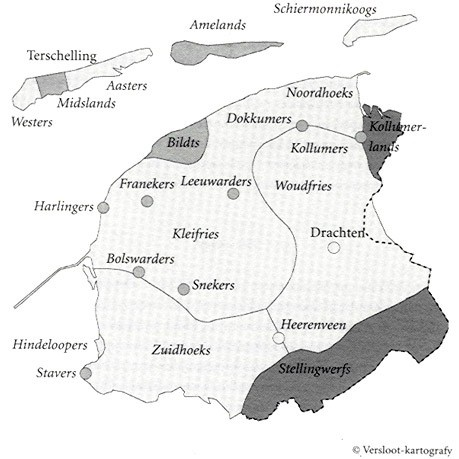 Schiermonnikoogs
Amelands
Terschelling
Aasters
Midslands
Westers
Noordhoeks
Dokkumers
Kollumer-
lands
Kollumers
Bildts
Franekers
Leeuwarders
Woudfries
Harlingers
Kleifries
Drachten
Bolswarders
Snekers
Heerenveen
Hindeloopers
Zuidhoeks
Stavers
Stellingwerfs
© Versloot-kartografy